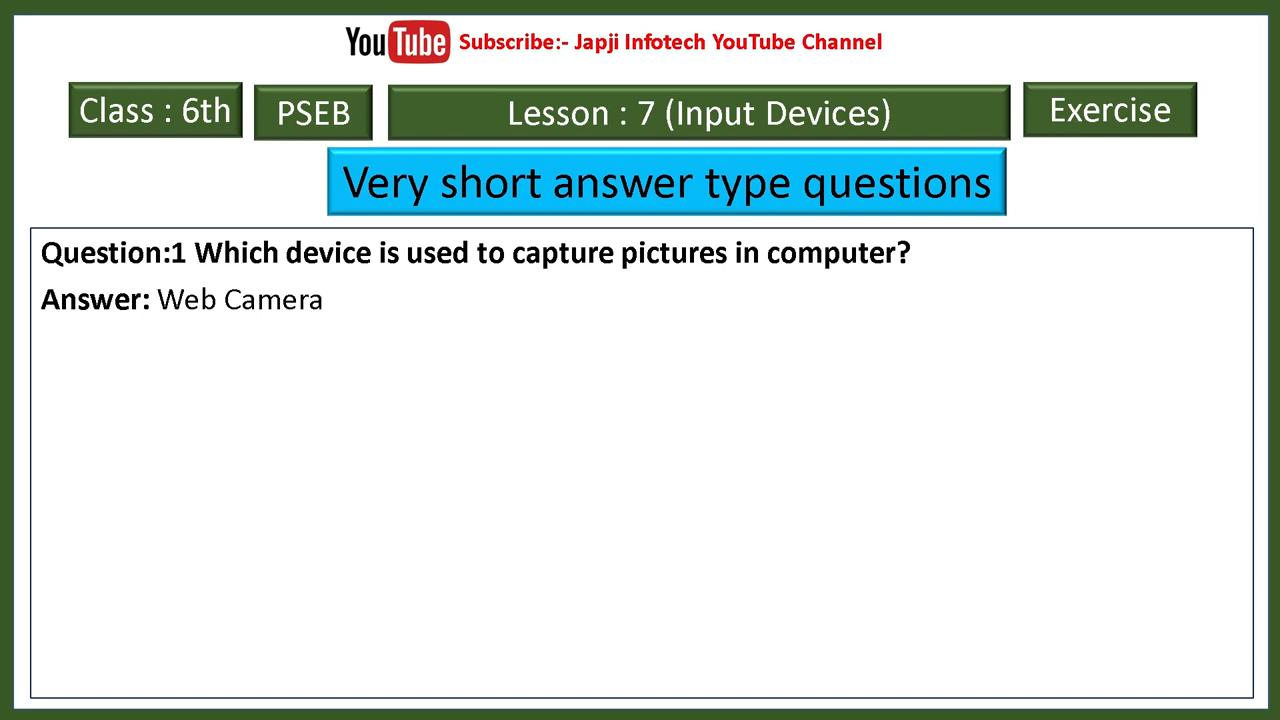 YouTube Subscribe:- Japji Infotech YouTube Channel
Class : 6th PSEB Lesson : 7 (Input Devices) Exercise
Very short answer type questions
Question:1 Which device is used to capture pictures in computer?
Answer: Web Camera